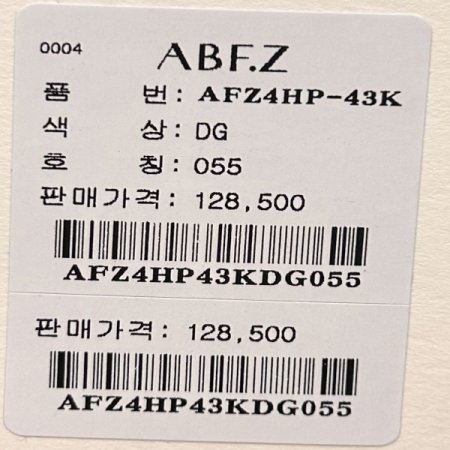 0004 ABF.Z
품 번: AFZ4HP-43K
색 상: DG
호 칭: 055
판매가격: 128,500
AFZ4HP43KDG055
판매가격: 128,500
AFZ4HP43KDG055